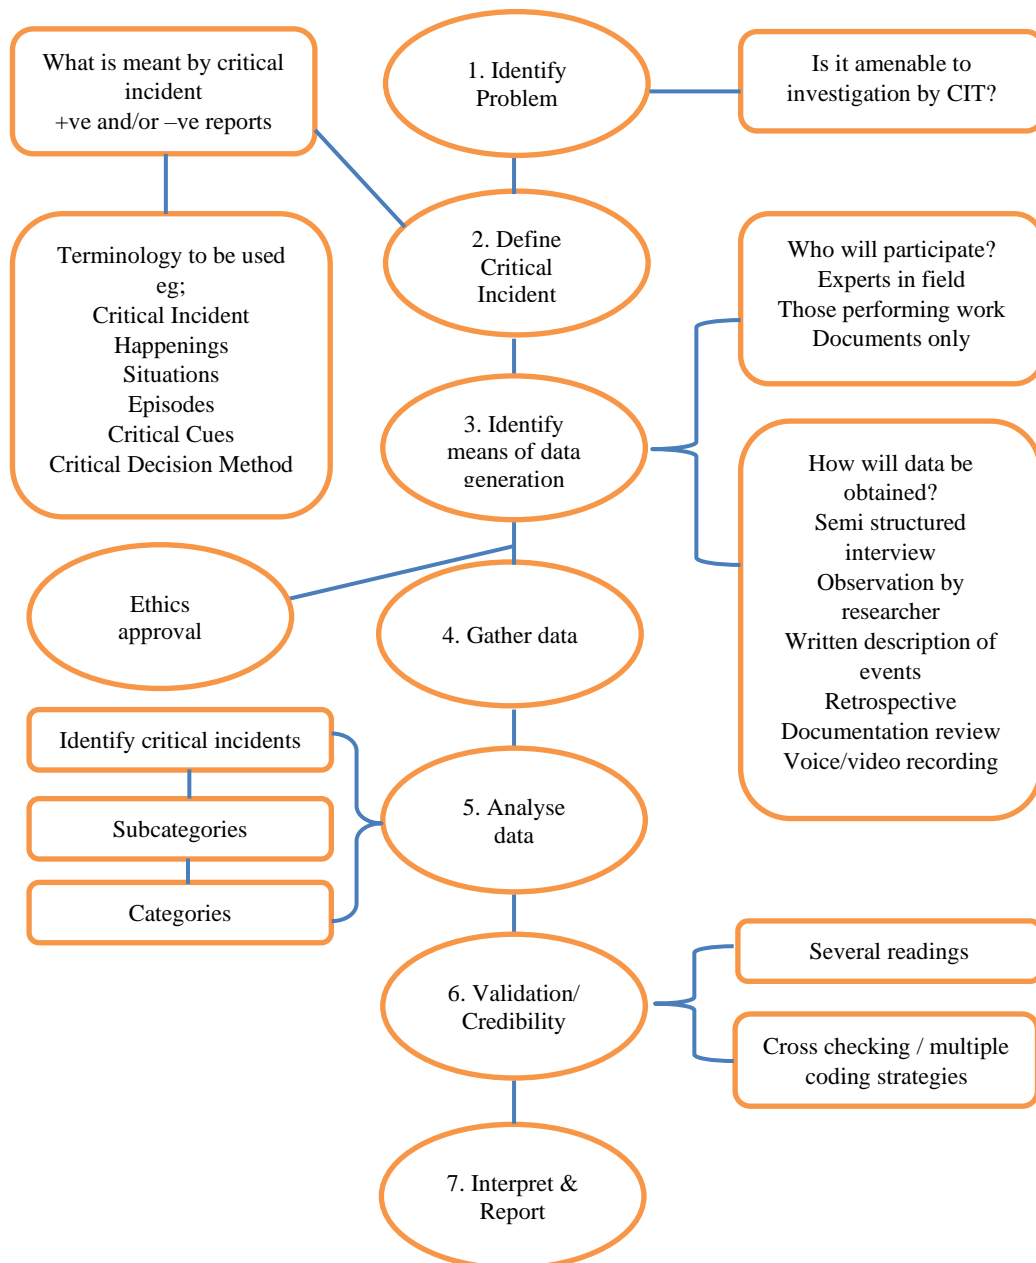 What is meant by critical
incident
+ve and/or –ve reports
1. Identify
Problem
Is it amenable to
investigation by CIT?
Terminology to be used
eg;
Critical Incident
Happenings
Situations
Episodes
Critical Cues
Critical Decision Method
2. Define
Critical
Incident
Who will participate?
Experts in field
Those performing work
Documents only
3. Identify
means of data
generation
How will data be
obtained?
Semi structured
interview
Observation by
researcher
Written description of
events
Retrospective
Documentation review
Voice/video recording
Ethics
approval
4. Gather data
Identify critical incidents
Subcategories
Categories
5. Analyse
data
6. Validation/
Credibility
Several readings
Cross checking / multiple
coding strategies
7. Interpret &
Report